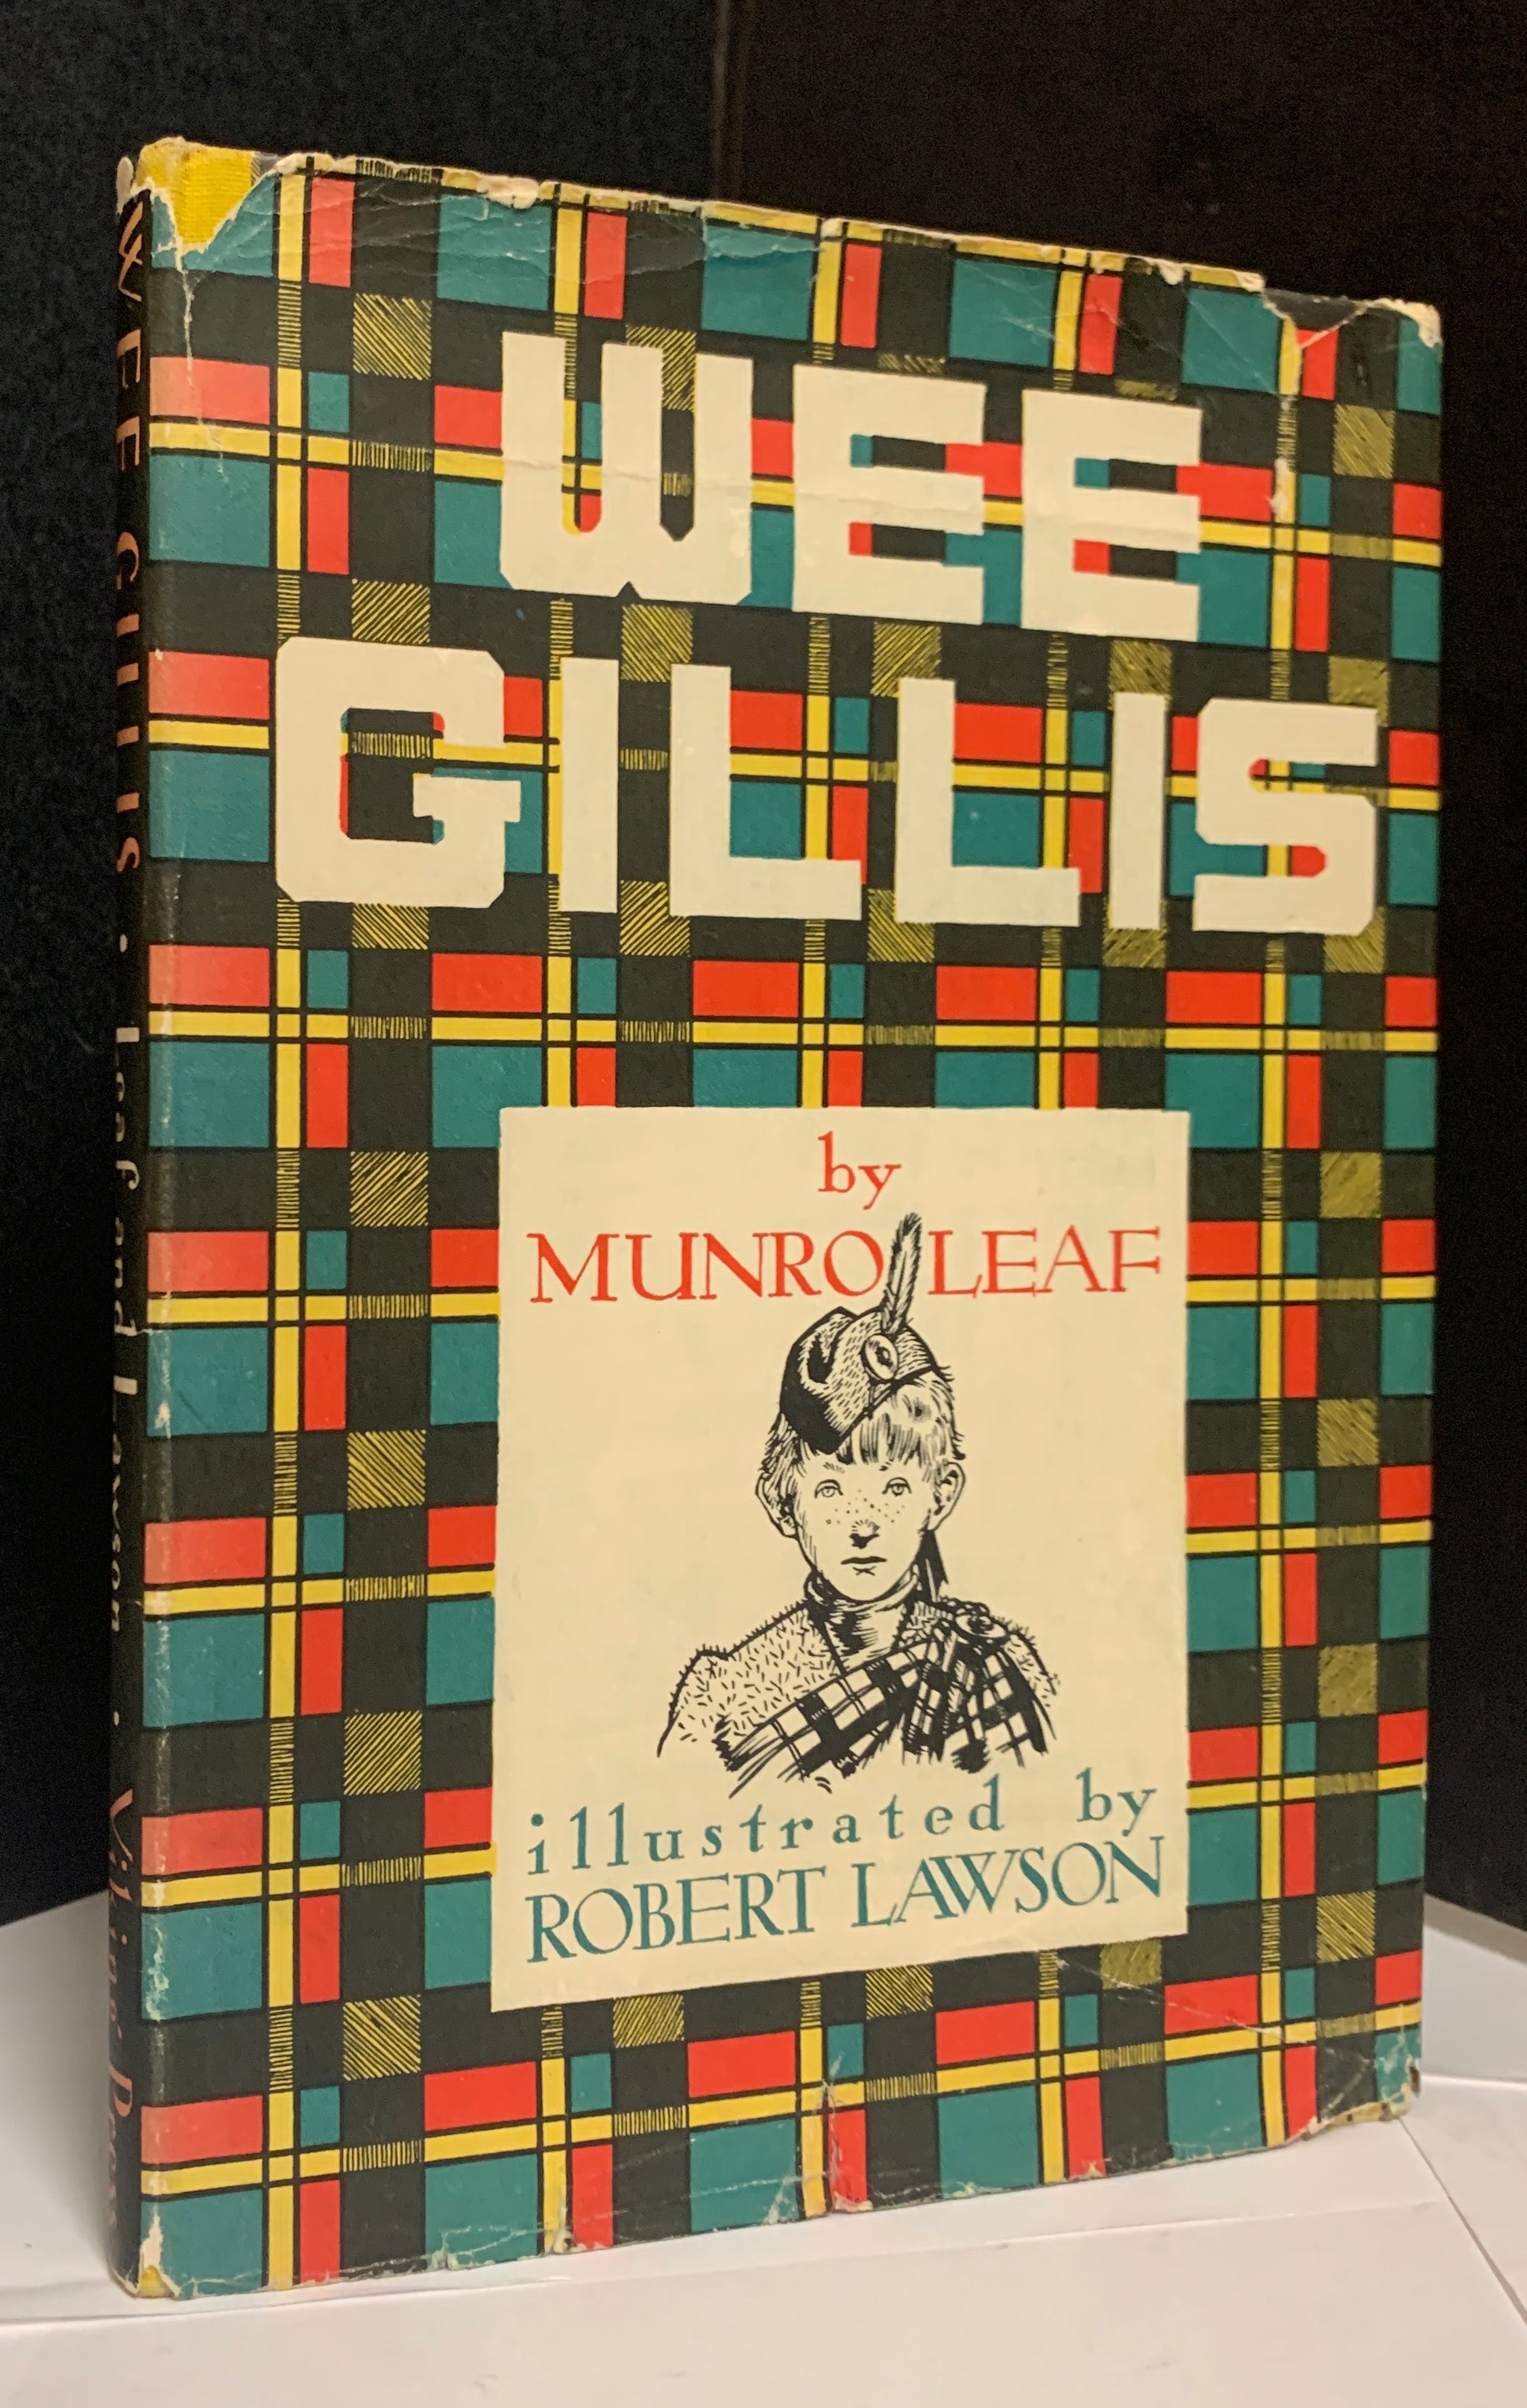 WEE
GILLIS
by
MUNRO LEAF
illustrated by
ROBERT LAWSON
WEE GILLIS · Leaf and Lawson · Viking Press